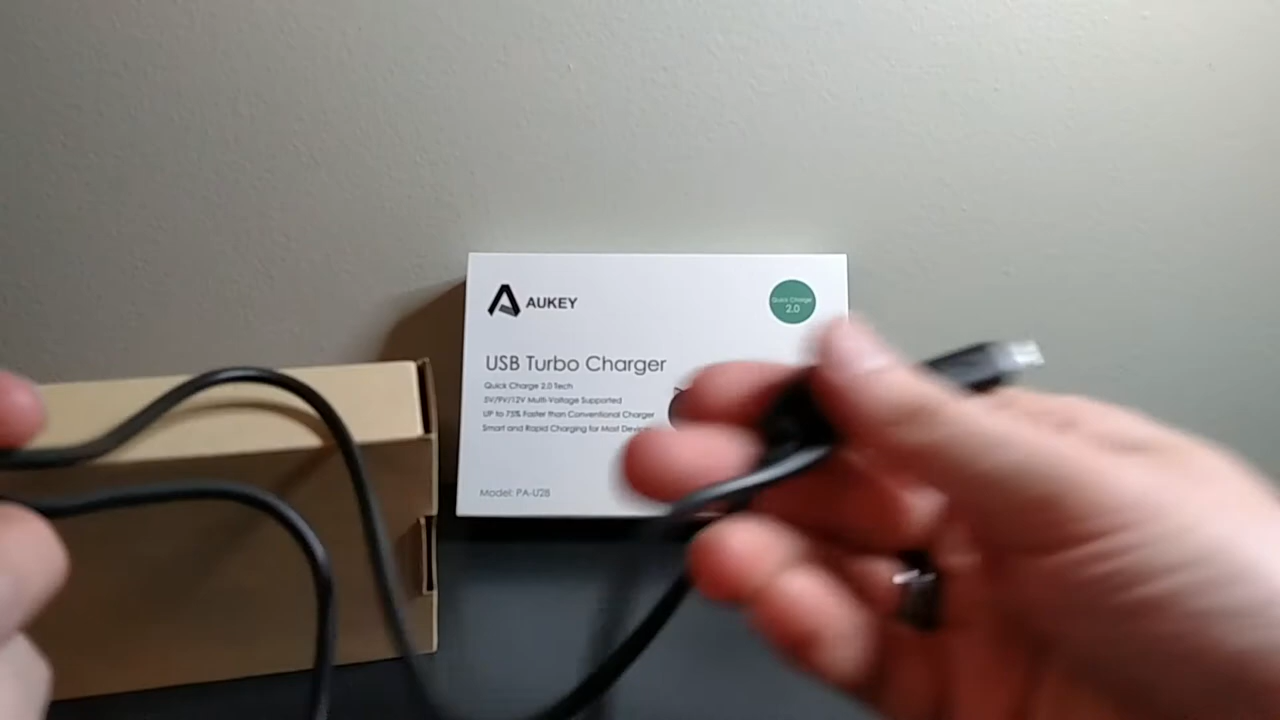 AUKEY
Quick Charge
2.0
USB Turbo Charger
Quick Charge 2.0 Tech
5V/9V/12V Multi-Voltage Supported
UP to 75% Faster than Conventional Charger
Smart and Rapid Charging for Most Devic
Model: PA-U28